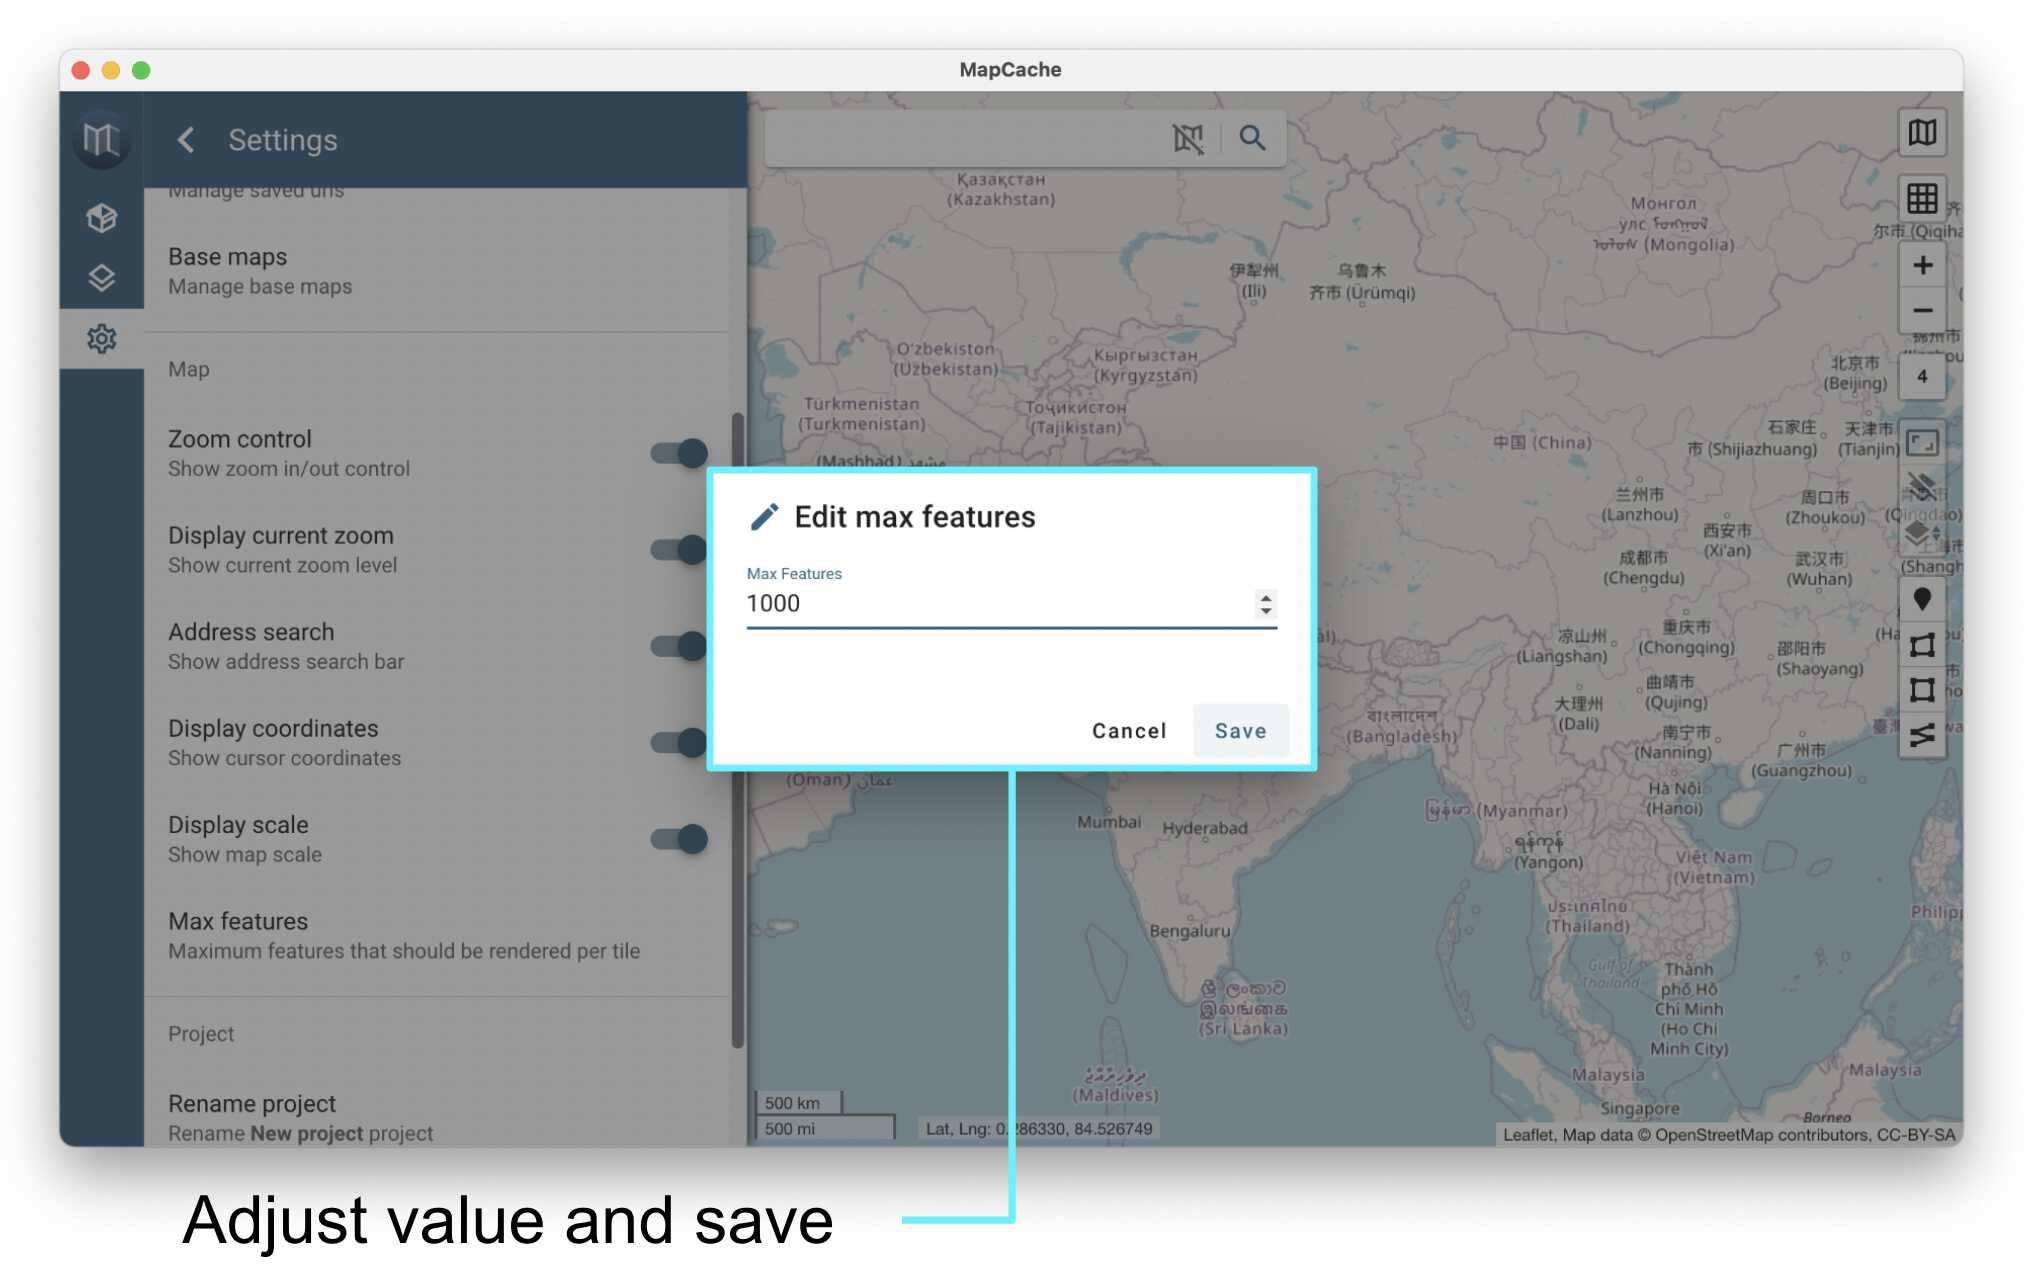 MapCache
Settings
Manage saved urls
Base maps
Manage base maps
Map
Zoom control
Show zoom in/out control
Display current zoom
Show current zoom level
Address search
Show address search bar
Display coordinates
Show cursor coordinates
Display scale
Show map scale
Max features
Maximum features that should be rendered per tile
Project
Rename project
Rename New project project
Edit max features
Max Features
1000
Cancel
Save
Қазақстан
(Kazakhstan)
Монгол
улс
(Mongolia)
尔市 (Qiqiha
伊犁州
(Ili)
乌鲁木
齐市 (Ürümqi)
O'zbekiston
(Uzbekistan)
Кыргызстан
(Kyrgyzstan)
Türkmenistan
(Turkmenistan)
Тоҷикистон
(Tajikistan)
(Mashhad)
中国 (China)
北京市
(Beijing)
4
石家庄
市 (Shijiazhuang)
天津市
(Tianjin)
兰州市
(Lanzhou)
周口市
(Zhoukou)
(Qingdao)
西安市
(Xi'an)
成都市
(Chengdu)
武汉市
(Wuhan)
上海市
(Shangh
凉山州
(Liangshan)
重庆市
(Chongqing)
邵阳市
(Shaoyang)
曲靖市
(Qujing)
大理州
(Dali)
南宁市
(Nanning)
广州市
(Guangzhou)
বাংলাদেশ
(Bangladesh)
Hà Nội
(Hanoi)
(Oman) عمان
Mumbai
Hyderabad
မြန်မာ (Myanmar)
ရန်ကုန်
(Yangon)
Việt Nam
(Vietnam)
ประเทศไทย
(Thailand)
Philipp
Bengaluru
Gulf of
Thailand
Thành
phố Hồ
Chí Minh
(Ho Chi
Minh City)
ශ්‍රී ලංකාව
இலங்கை
(Sri Lanka)
ދިވެހިރާއްޖެ
(Maldives)
Malaysia
Malaysia
Singapore
Borneo
500 km
500 mi
Lat, Lng: 0.286330, 84.526749
Leaflet, Map data © OpenStreetMap contributors, CC-BY-SA
Adjust value and save